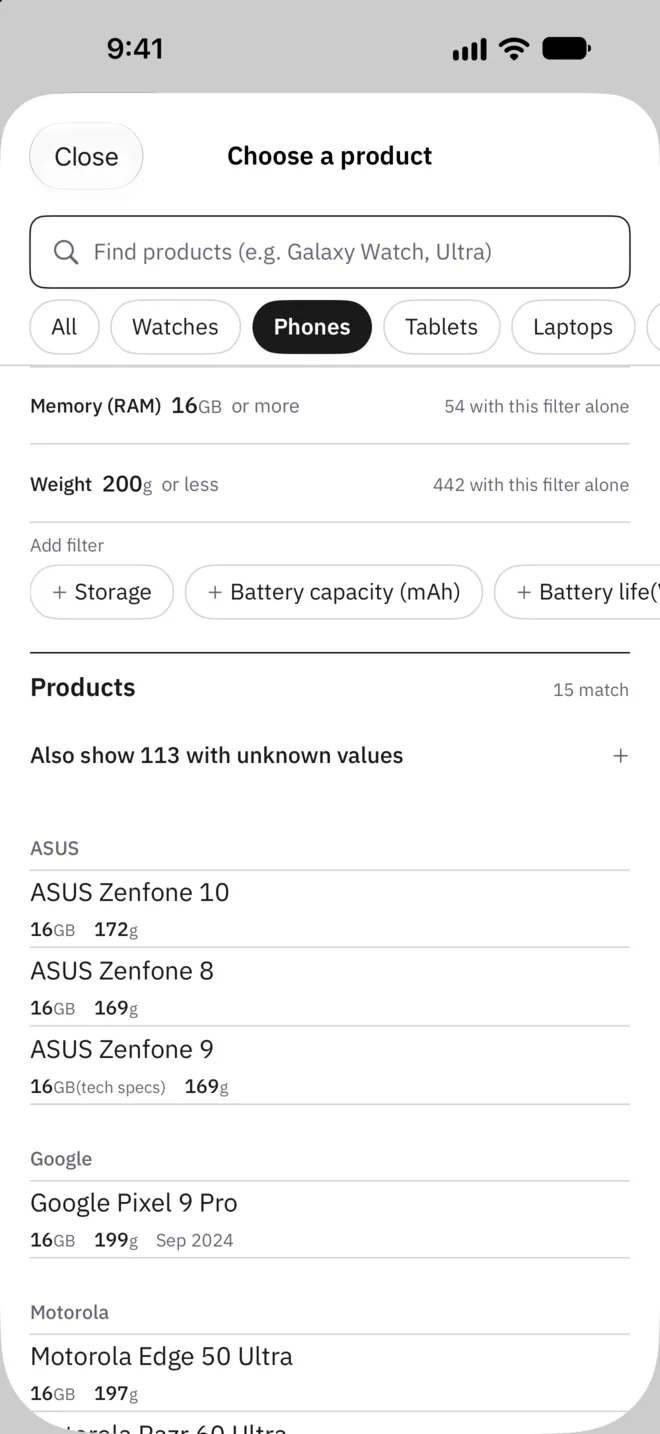 9:41
Close
Choose a product
Find products (e.g. Galaxy Watch, Ultra)
All Watches Phones Tablets Laptops
Memory (RAM) 16GB or more 54 with this filter alone
Weight 200g or less 442 with this filter alone
Add filter
+ Storage + Battery capacity (mAh) + Battery life(
Products 15 match
Also show 113 with unknown values +
ASUS
ASUS Zenfone 10
16GB 172g
ASUS Zenfone 8
16GB 169g
ASUS Zenfone 9
16GB(tech specs) 169g
Google
Google Pixel 9 Pro
16GB 199g Sep 2024
Motorola
Motorola Edge 50 Ultra
16GB 197g
Razr 60 Ultra